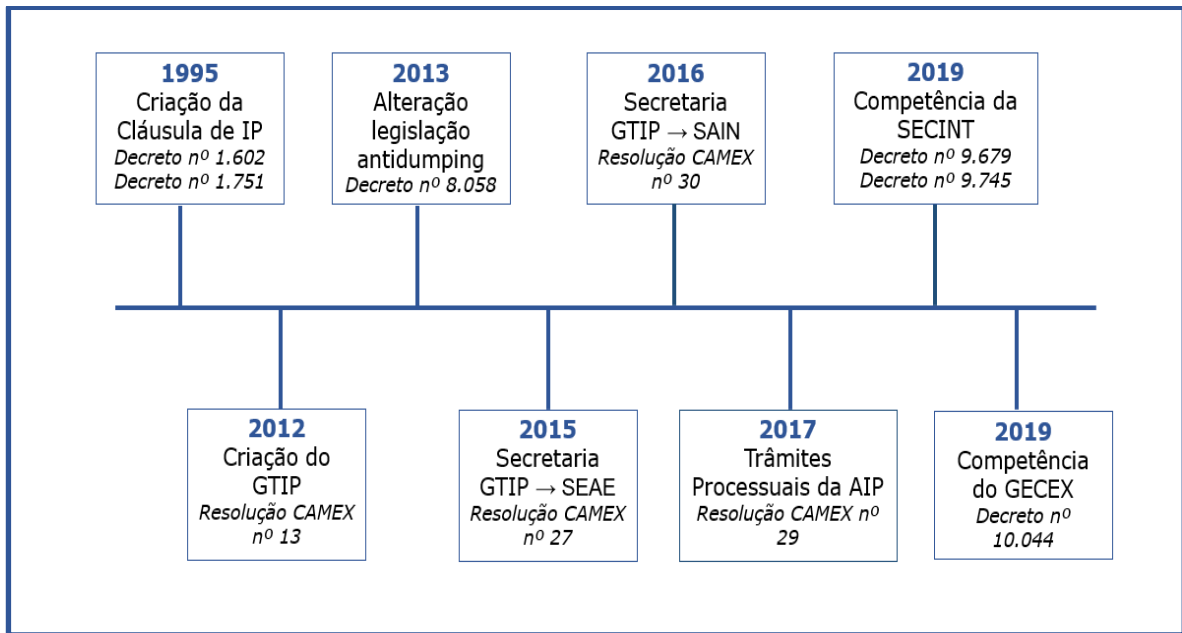 1995
Criação da
Cláusula de IP
Decreto nº 1.602
Decreto nº 1.751
2013
Alteração
legislação
antidumping
Decreto nº 8.058
2016
Secretaria
GTIP → SAIN
Resolução CAMEX
nº 30
2019
Competência da
SECINT
Decreto nº 9.679
Decreto nº 9.745
2012
Criação do
GTIP
Resolução CAMEX
nº 13
2015
Secretaria
GTIP → SEAE
Resolução CAMEX
nº 27
2017
Trâmites
Processuais da AIP
Resolução CAMEX nº
29
2019
Competência
do GECEX
Decreto nº
10.044